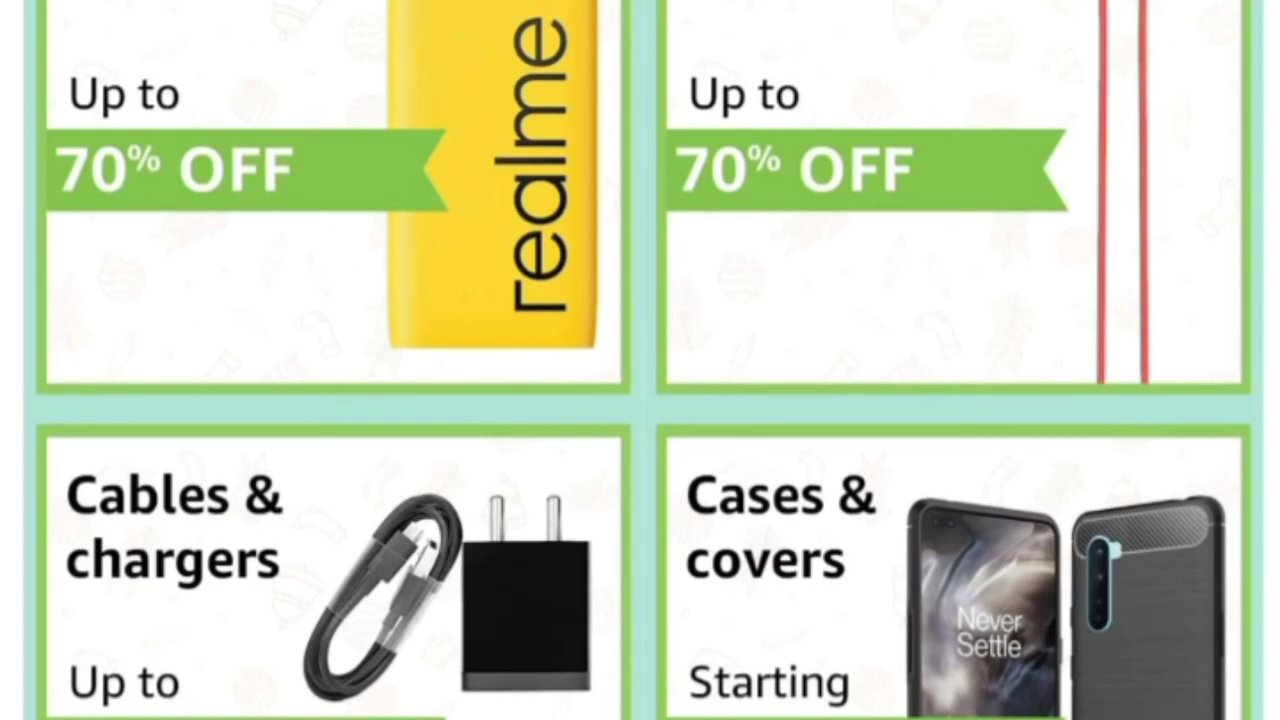 Up to
70% OFF
realme
Up to
70% OFF
Cables &
chargers
Up to
Cases &
covers
Never
Settle
Starting